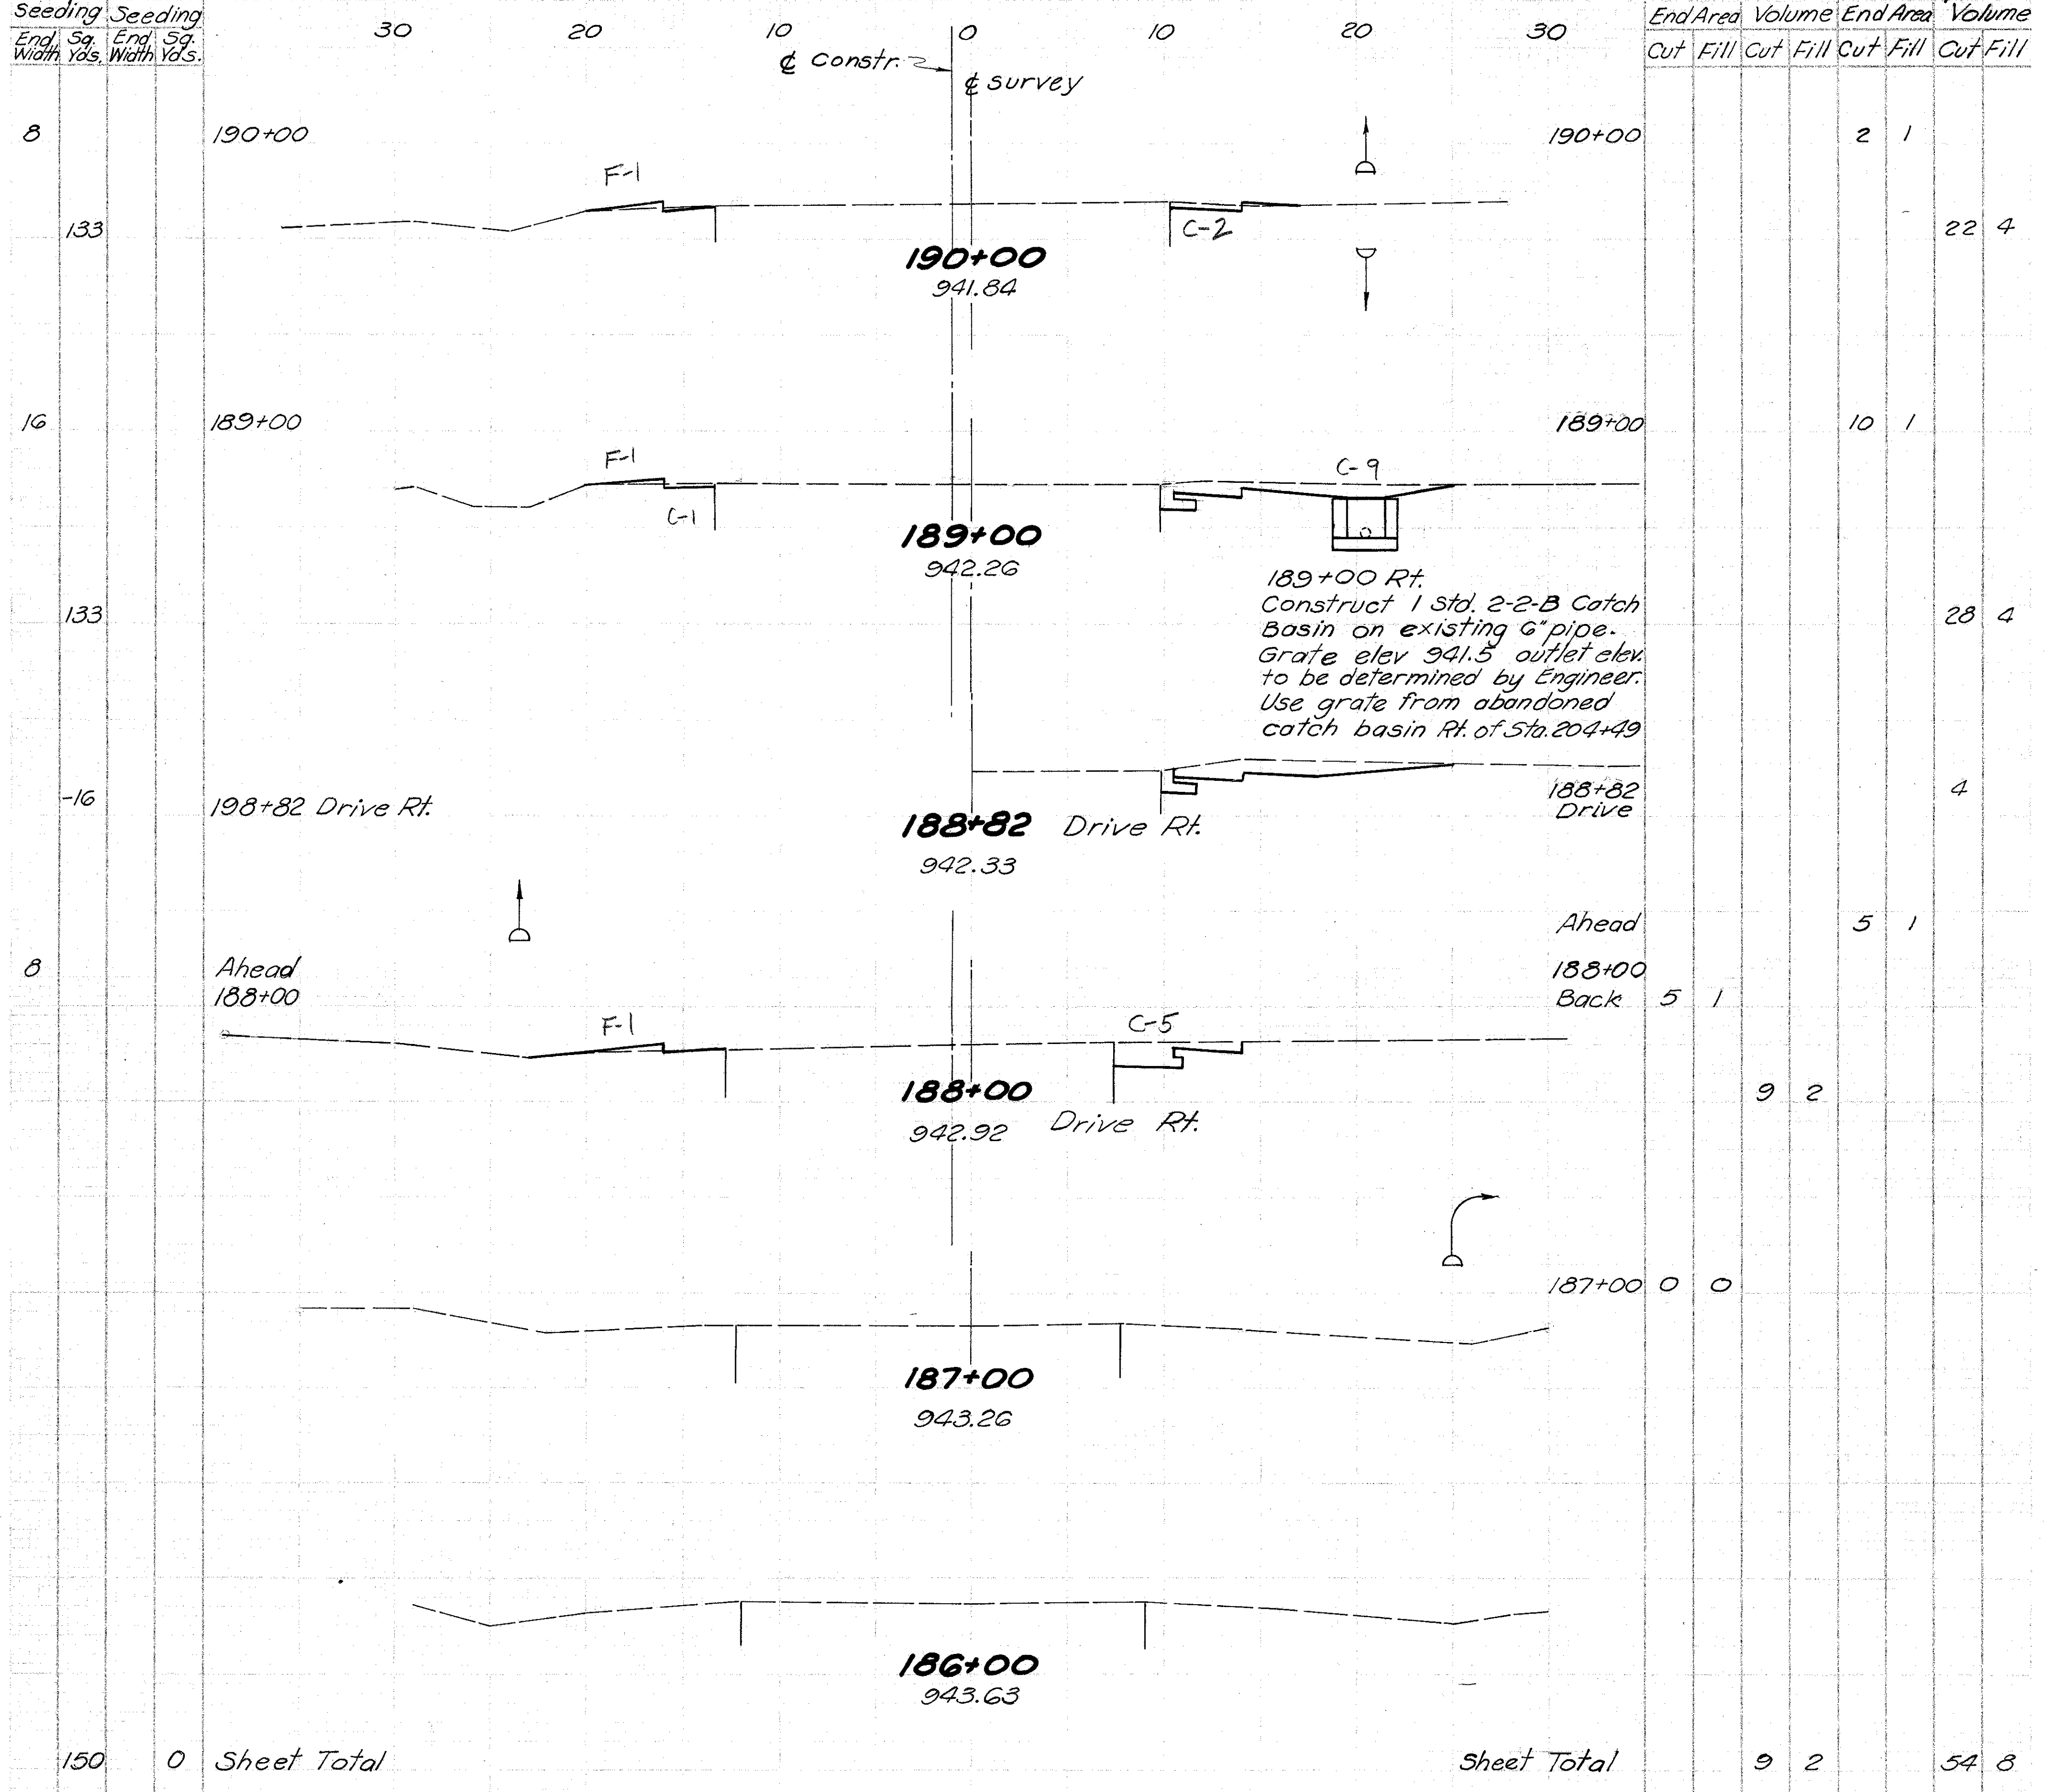 Seeding Seeding
End Width Sq. Yds. End Width Sq. Yds.
30 20 10 0 10 20 30
End Area Volume End Area Volume
Cut Fill Cut Fill Cut Fill Cut Fill
℄ Constr.
℄ survey
8 190+00 190+00 2 1
F-1
133 C-2 22 4
190+00
941.84
16 189+00 189+00 10 1
F-1 C-9
C-1
189+00
942.26
189+00 Rt.
133 Construct 1 Std. 2-2-B Catch 28 4
Basin on existing 6" pipe.
Grate elev 941.5 outlet elev.
to be determined by Engineer.
Use grate from abandoned
catch basin Rt. of Sta. 204+49
-16 198+82 Drive Rt. 188+82 4
Drive
188+82 Drive Rt.
942.33
Ahead 5 1
8 Ahead 188+00
188+00 Back 5 1
F-1 C-5
188+00 9 2
942.92 Drive Rt.
187+00 0 0
187+00
943.26
186+00
943.63
150 0 Sheet Total Sheet Total 9 2 54 8